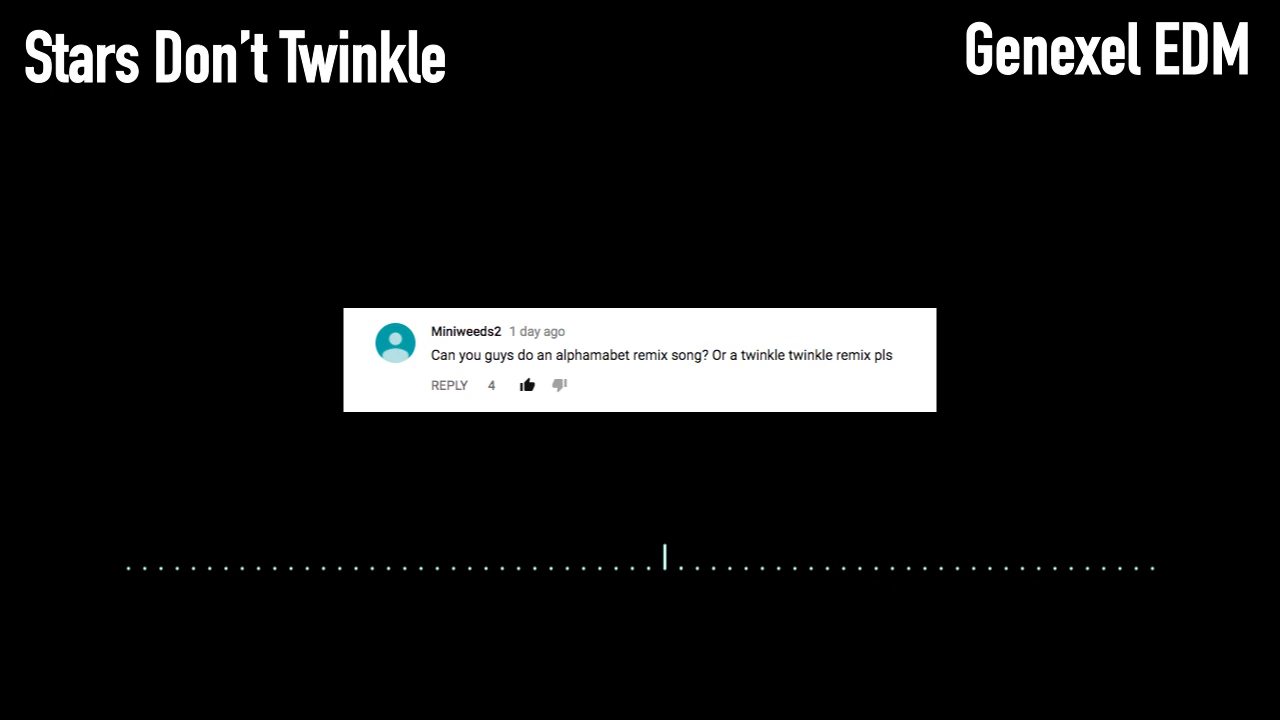 Stars Don't Twinkle
Genexel EDM
Miniweeds2 1 day ago
Can you guys do an alphamabet remix song? Or a twinkle twinkle remix pls
REPLY 4